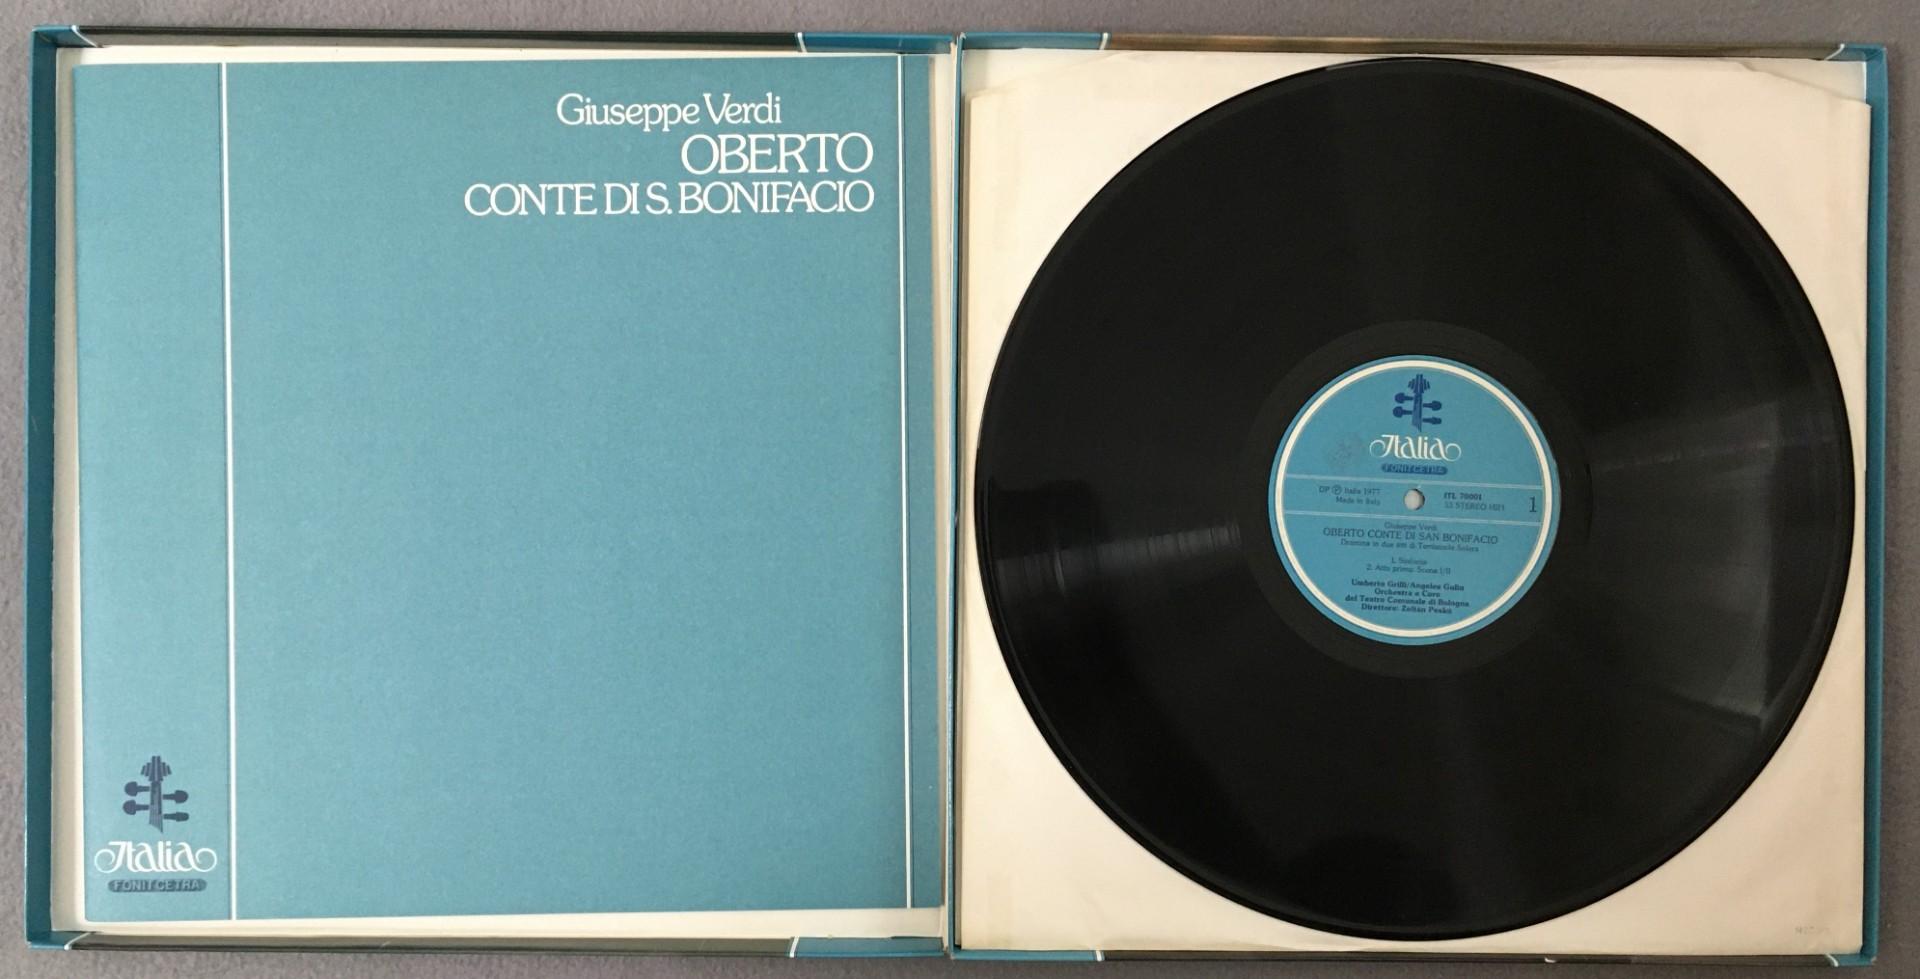 Giuseppe Verdi
OBERTO
CONTE DI S. BONIFACIO
Italia
FONIT CETRA
Italia
FONIT CETRA
DP Ⓟ Italia 1977
Made in Italy
ITL 70001
33 STEREO HIFI
1
Giuseppe Verdi
OBERTO CONTE DI SAN BONIFACIO
Dramma in due atti di Temistocle Solera
1. Sinfonia
2. Atto primo: Scena I/II
Umberto Grilli/Angeles Gulin
Orchestra e Coro
del Teatro Comunale di Bologna
Direttore: Zoltán Peskó